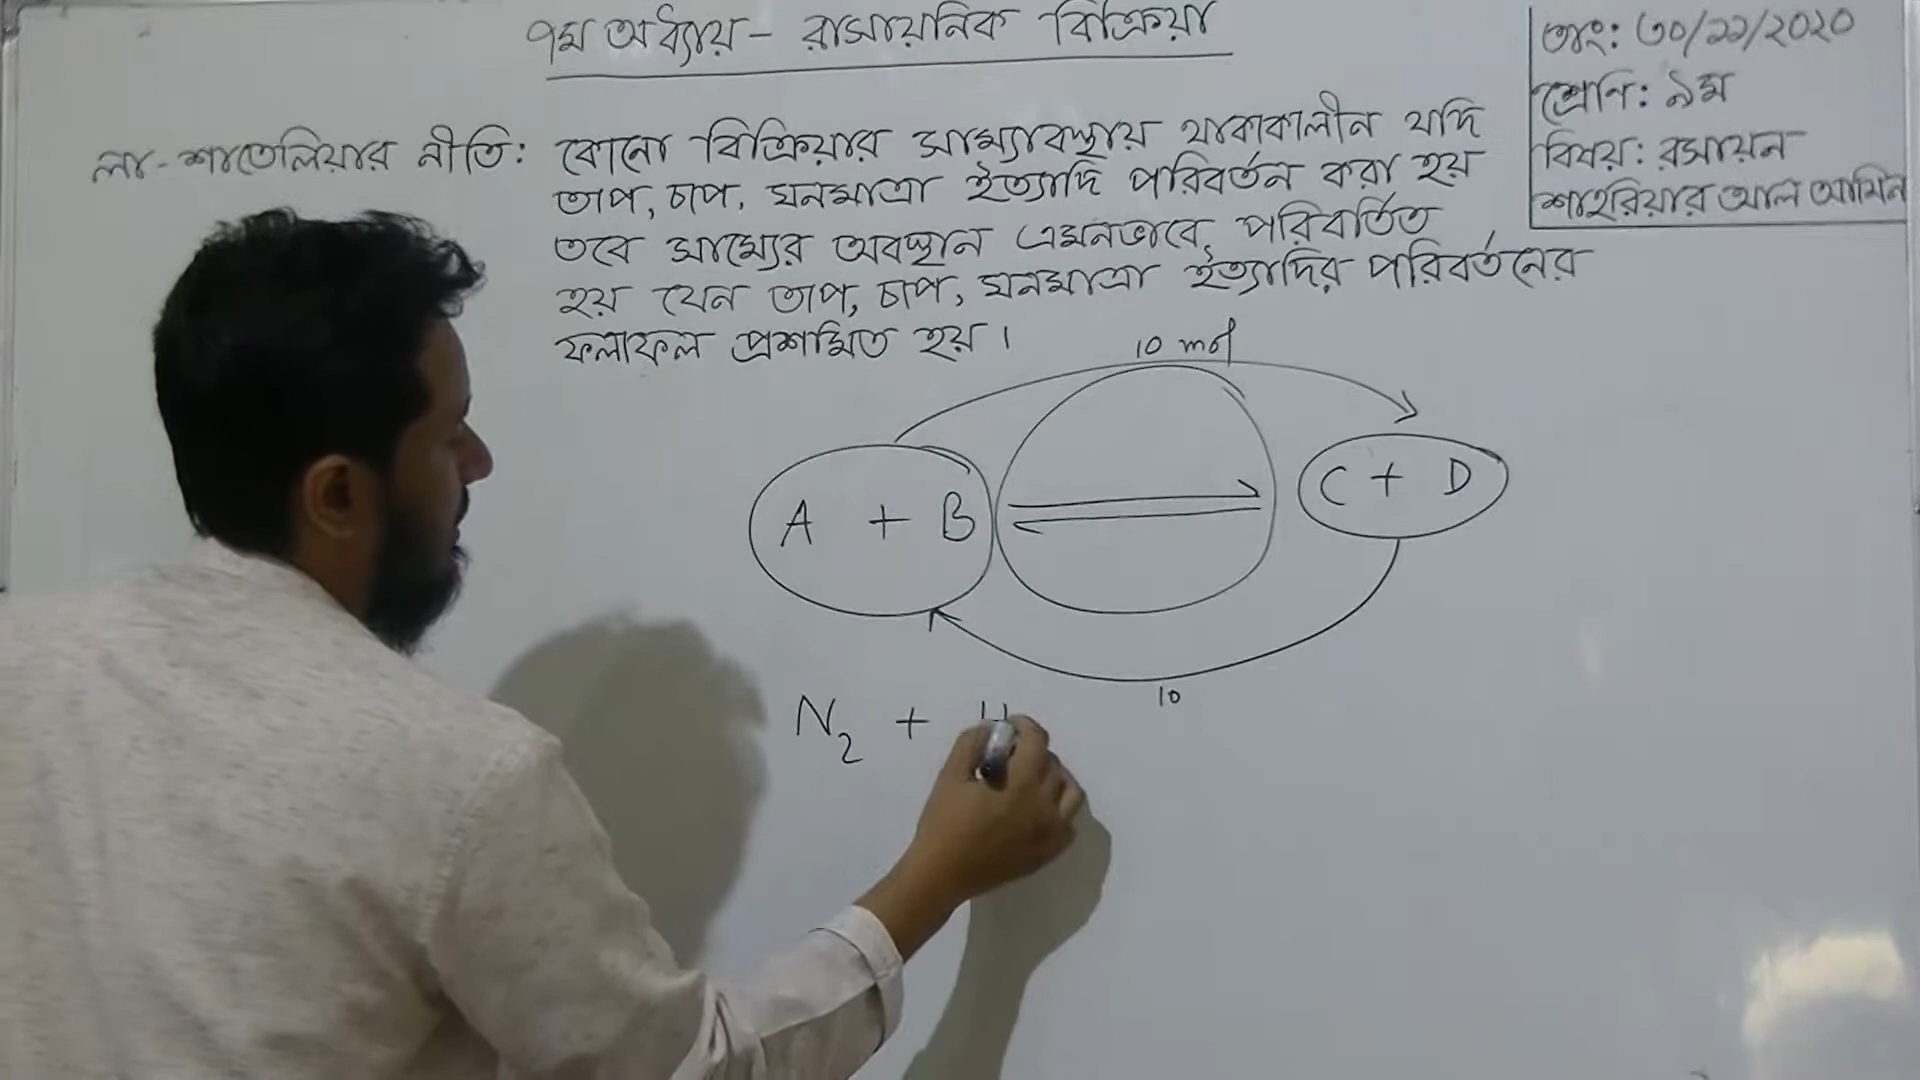 ৭ম অধ্যায় - রাসায়নিক বিক্রিয়া
তাং: ৩০/১১/২০২০
শ্রেণি: ৯ম
বিষয়: রসায়ন
শাহরিয়ার আল আমিন
লা-শাতেলিয়ার নীতি: কোনো বিক্রিয়ার সাম্যাবস্থায় থাকাকালীন যদি
তাপ, চাপ, ঘনমাত্রা ইত্যাদি পরিবর্তন করা হয়
তবে সাম্যের অবস্থান এমনভাবে পরিবর্তিত
হয় যেন তাপ, চাপ, ঘনমাত্রা ইত্যাদির পরিবর্তনের
ফলাফল প্রশমিত হয়।
10 mol
A + B ⇌ C + D
10
N₂ + H